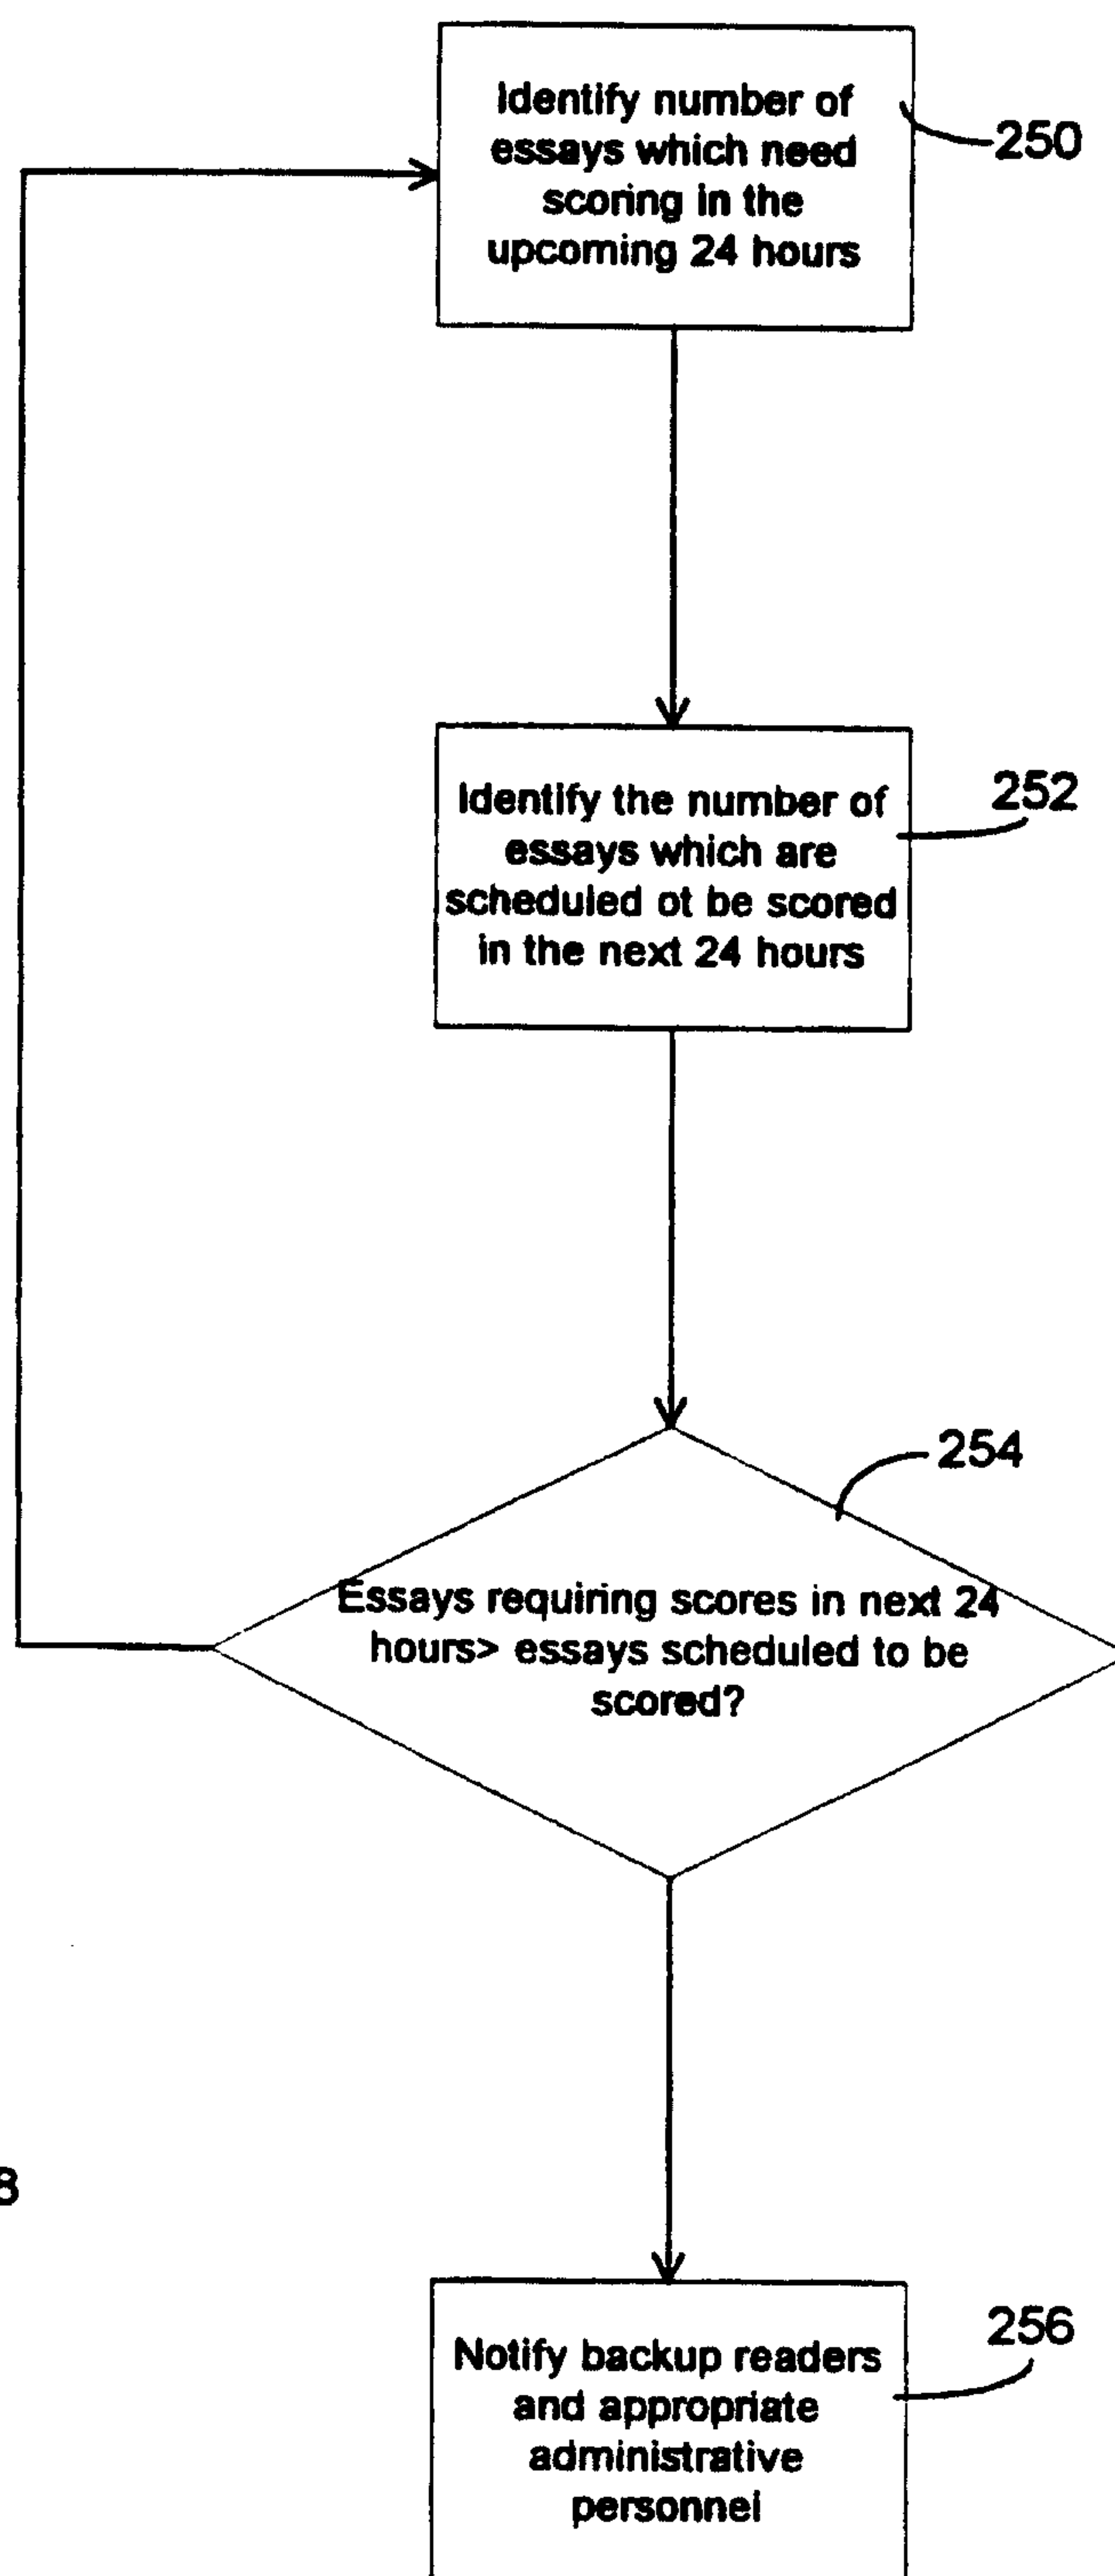 Identify number of
essays which need
scoring in the
upcoming 24 hours
250
Identify the number of
essays which are
scheduled ot be scored
in the next 24 hours
252
254
Essays requiring scores in next 24
hours> essays scheduled to be
scored?
8
Notify backup readers
and appropriate
administrative
personnel
256